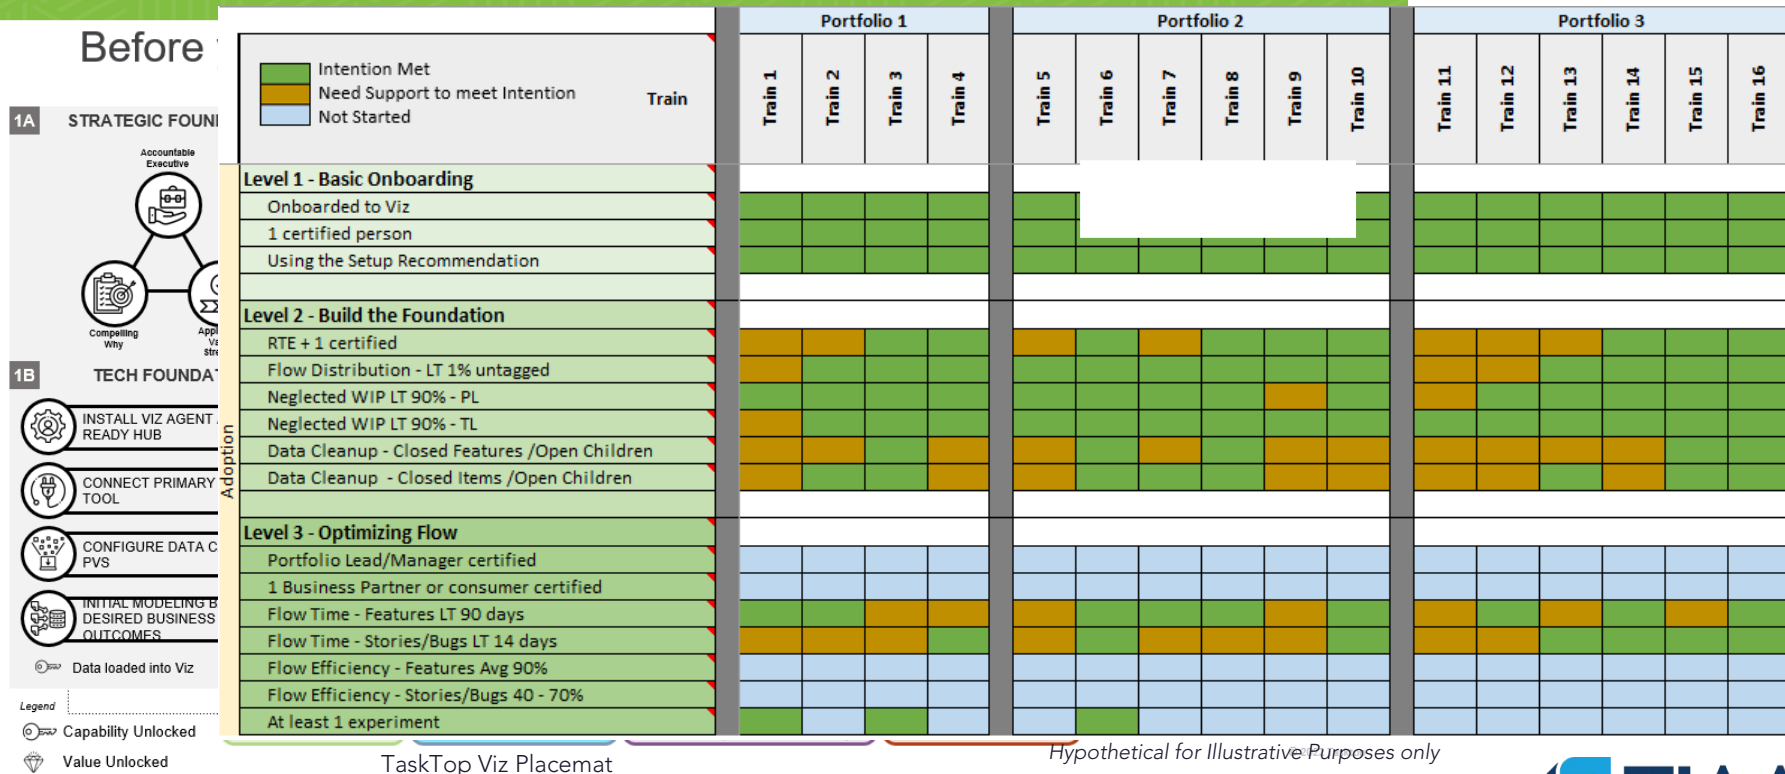 Before
1A STRATEGIC FOUN
Accountable
Executive
Compelling
Why
Appl
Va
Stre
1B TECH FOUNDA
INSTALL VIZ AGENT
READY HUB
CONNECT PRIMARY
TOOL
CONFIGURE DATA C
PVS
INITIAL MODELING B
DESIRED BUSINESS
OUTCOMES
Data loaded into Viz
Legend
Capability Unlocked
Value Unlocked
Portfolio 1 Portfolio 2 Portfolio 3
Intention Met
Need Support to meet Intention
Not Started
Train
Train 1 Train 2 Train 3 Train 4 Train 5 Train 6 Train 7 Train 8 Train 9 Train 10 Train 11 Train 12 Train 13 Train 14 Train 15 Train 16
Adoption
Level 1 - Basic Onboarding
Onboarded to Viz
1 certified person
Using the Setup Recommendation
Level 2 - Build the Foundation
RTE + 1 certified
Flow Distribution - LT 1% untagged
Neglected WIP LT 90% - PL
Neglected WIP LT 90% - TL
Data Cleanup - Closed Features /Open Children
Data Cleanup - Closed Items /Open Children
Level 3 - Optimizing Flow
Portfolio Lead/Manager certified
1 Business Partner or consumer certified
Flow Time - Features LT 90 days
Flow Time - Stories/Bugs LT 14 days
Flow Efficiency - Features Avg 90%
Flow Efficiency - Stories/Bugs 40 - 70%
At least 1 experiment
TaskTop Viz Placemat
Hypothetical for Illustrative Purposes only